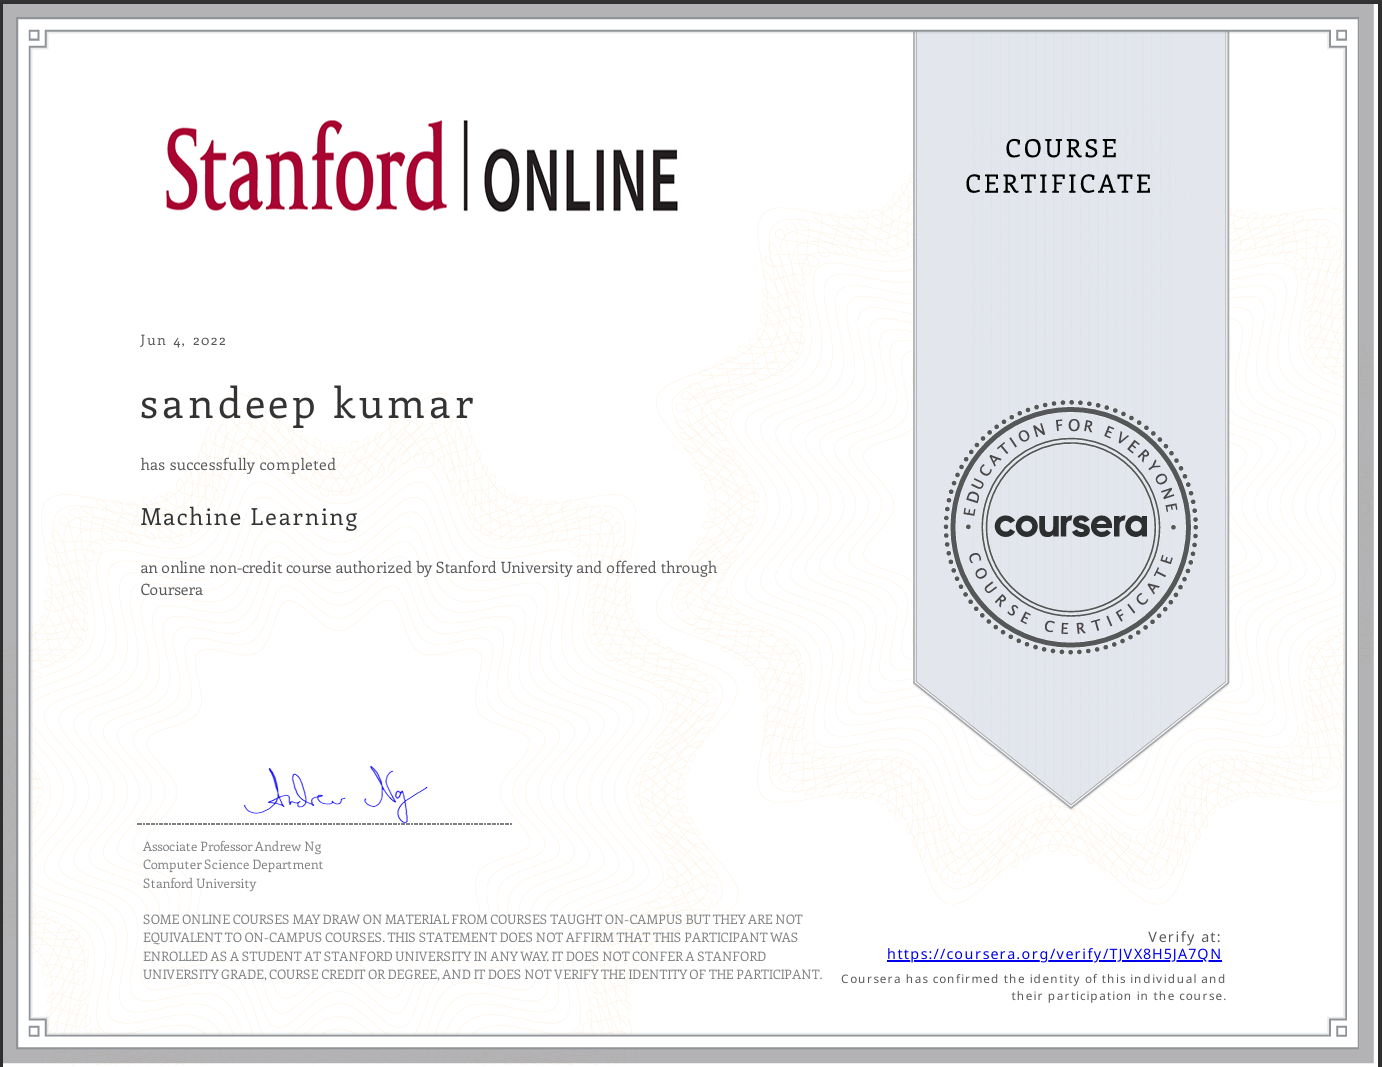 Stanford | ONLINE
COURSE
CERTIFICATE
Jun 4, 2022
sandeep kumar
has successfully completed
Machine Learning
an online non-credit course authorized by Stanford University and offered through
Coursera
EDUCATION FOR EVERYONE
coursera
COURSE CERTIFICATE
Andrew Ng
Associate Professor Andrew Ng
Computer Science Department
Stanford University
SOME ONLINE COURSES MAY DRAW ON MATERIAL FROM COURSES TAUGHT ON-CAMPUS BUT THEY ARE NOT
EQUIVALENT TO ON-CAMPUS COURSES. THIS STATEMENT DOES NOT AFFIRM THAT THIS PARTICIPANT WAS
ENROLLED AS A STUDENT AT STANFORD UNIVERSITY IN ANY WAY. IT DOES NOT CONFER A STANFORD
UNIVERSITY GRADE, COURSE CREDIT OR DEGREE, AND IT DOES NOT VERIFY THE IDENTITY OF THE PARTICIPANT.
Verify at:
https://coursera.org/verify/TJVX8H5JA7QN
Coursera has confirmed the identity of this individual and
their participation in the course.